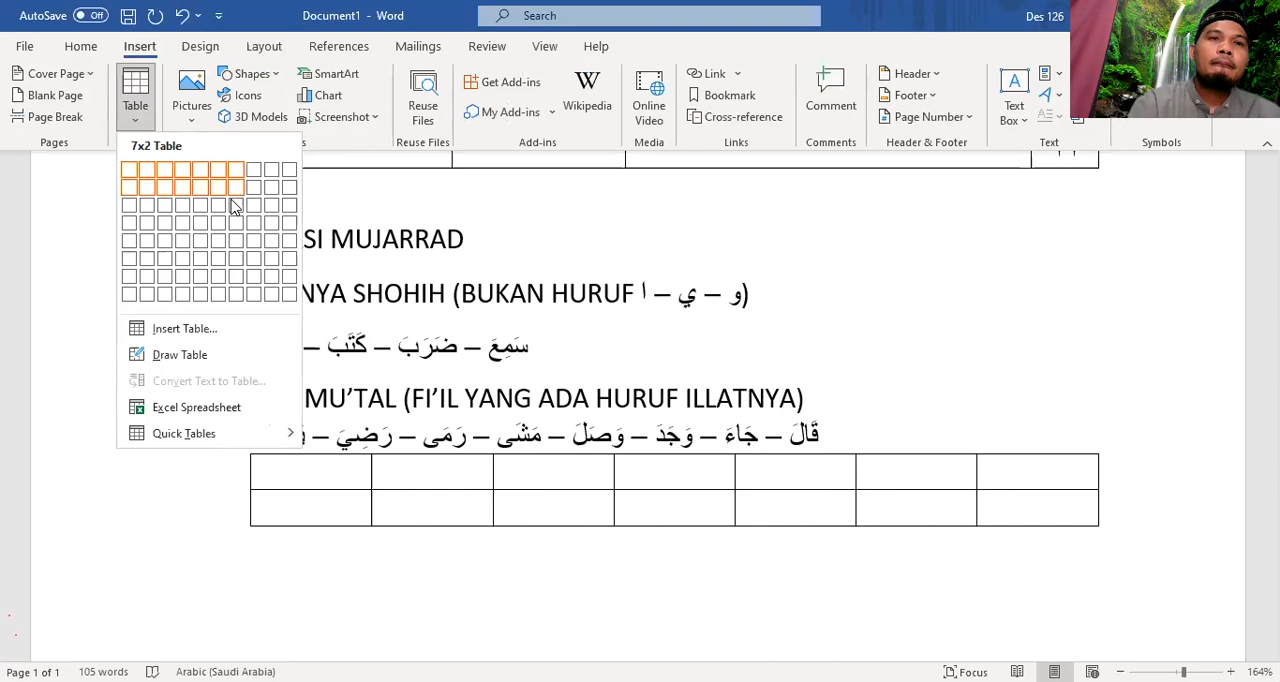 AutoSave Off Document1 - Word Search Des 126
File Home Insert Design Layout References Mailings Review View Help
Cover Page
Blank Page
Page Break
Pages
Table
Pictures
Shapes
Icons
3D Models
SmartArt
Chart
Screenshot
Reuse Files
Reuse Files
Get Add-ins
My Add-ins
Wikipedia
Add-ins
Online Video
Media
Link
Bookmark
Cross-reference
Links
Comment
Comments
Header
Footer
Page Number
Header & Footer
Text Box
Text
Symbols
7x2 Table
Insert Table...
Draw Table
Convert Text to Table...
Excel Spreadsheet
Quick Tables
SI MUJARRAD
NYA SHOHIH (BUKAN HURUF و – ي – ا)
سَمِعَ – ضَرَبَ – كَتَبَ –
MU’TAL (FI’IL YANG ADA HURUF ILLATNYA)
قَالَ – جَاءَ – وَجَدَ – وَصَلَ – مَشَى – رَمَى – رَضِيَ –
Page 1 of 1 105 words Arabic (Saudi Arabia) Focus 164%